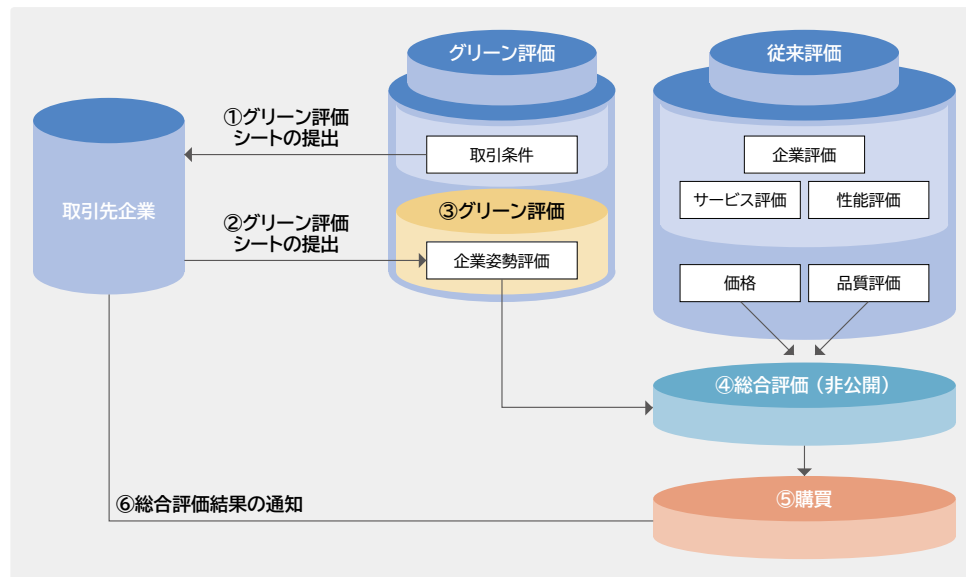 グリーン評価
従来評価
①グリーン評価
シートの提出
取引条件
企業評価
サービス評価
性能評価
取引先企業
②グリーン評価
シートの提出
③グリーン評価
企業姿勢評価
価格
品質評価
④総合評価（非公開）
⑤購買
⑥総合評価結果の通知